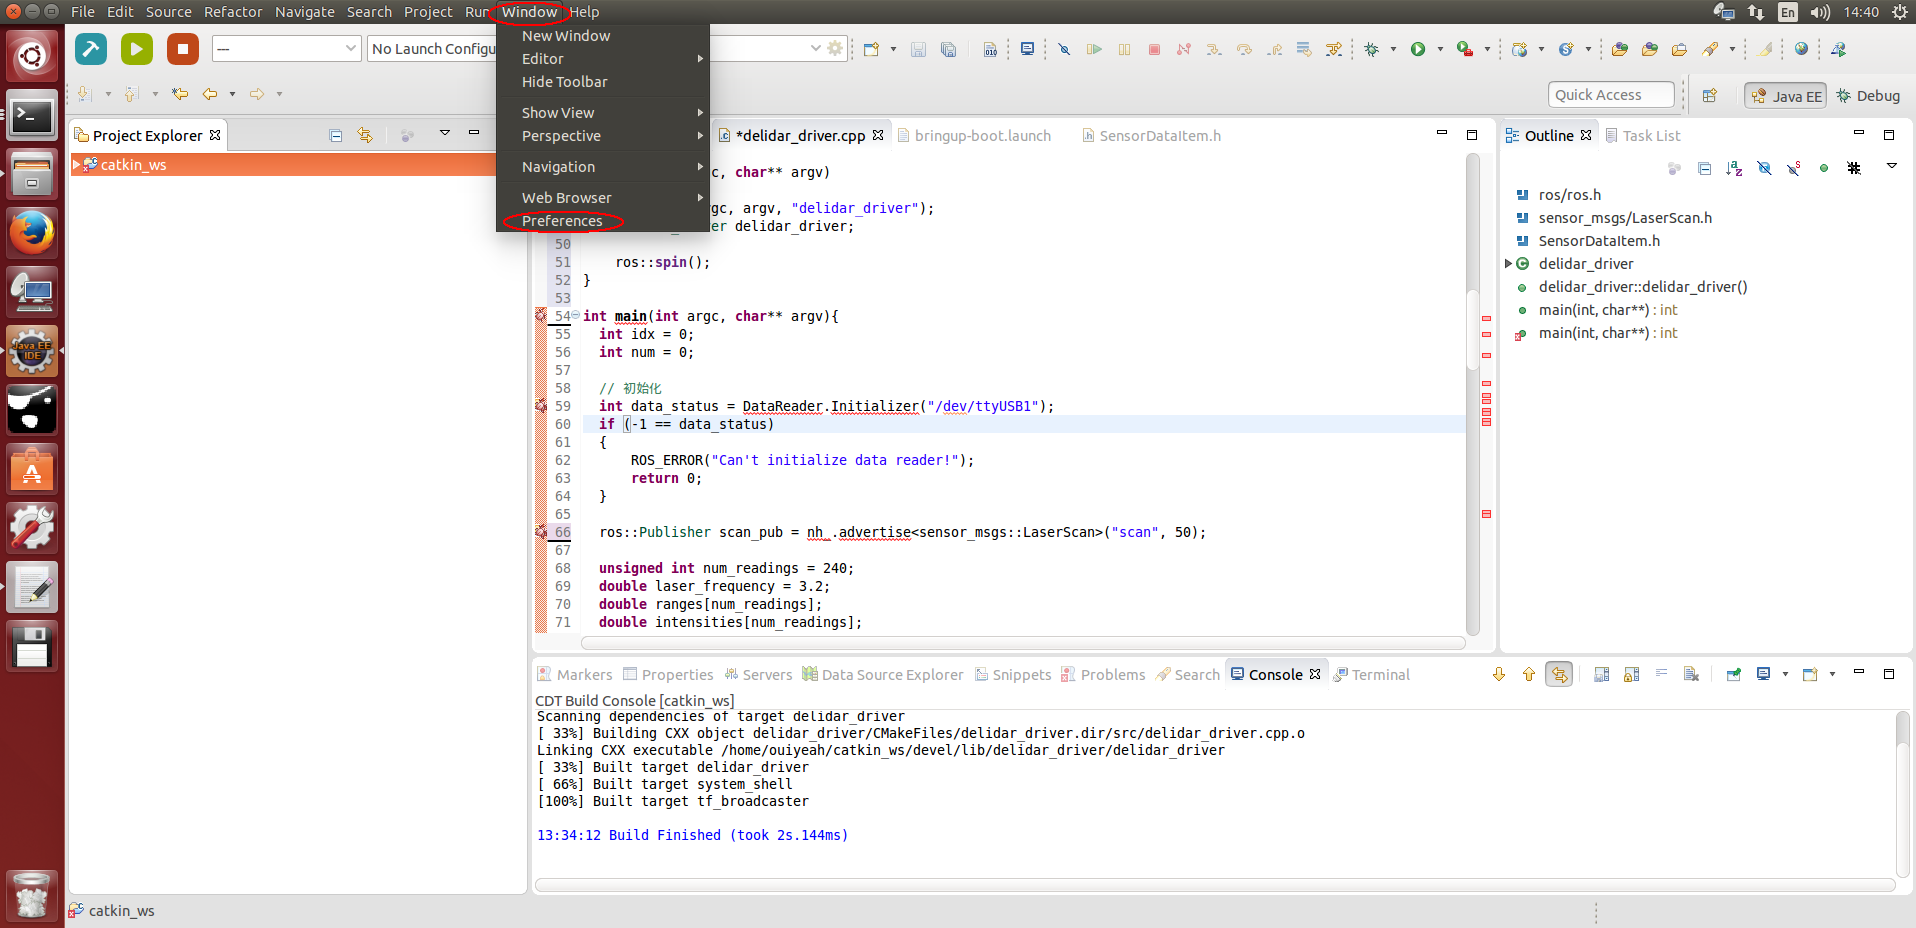 File Edit Source Refactor Navigate Search Project Run Window Help
En 14:40
--- No Launch Configu
New Window
Editor
Hide Toolbar
Show View
Perspective
Navigation
Web Browser
Preferences
Quick Access Java EE Debug
Project Explorer
catkin_ws
*delidar_driver.cpp bringup-boot.launch SensorDataItem.h
c, char** argv)
gc, argv, "delidar_driver");
er delidar_driver;
50
51 ros::spin();
52 }
53
54 int main(int argc, char** argv){
55 int idx = 0;
56 int num = 0;
57
58 // 初始化
59 int data_status = DataReader.Initializer("/dev/ttyUSB1");
60 if (-1 == data_status)
61 {
62 ROS_ERROR("Can't initialize data reader!");
63 return 0;
64 }
65
66 ros::Publisher scan_pub = nh_.advertise<sensor_msgs::LaserScan>("scan", 50);
67
68 unsigned int num_readings = 240;
69 double laser_frequency = 3.2;
70 double ranges[num_readings];
71 double intensities[num_readings];
Outline Task List
ros/ros.h
sensor_msgs/LaserScan.h
SensorDataItem.h
delidar_driver
delidar_driver::delidar_driver()
main(int, char**) : int
main(int, char**) : int
Java EE
IDE
Markers Properties Servers Data Source Explorer Snippets Problems Search Console Terminal
CDT Build Console [catkin_ws]
Scanning dependencies of target delidar_driver
[ 33%] Building CXX object delidar_driver/CMakeFiles/delidar_driver.dir/src/delidar_driver.cpp.o
Linking CXX executable /home/ouiyeah/catkin_ws/devel/lib/delidar_driver/delidar_driver
[ 33%] Built target delidar_driver
[ 66%] Built target system_shell
[100%] Built target tf_broadcaster
13:34:12 Build Finished (took 2s.144ms)
catkin_ws